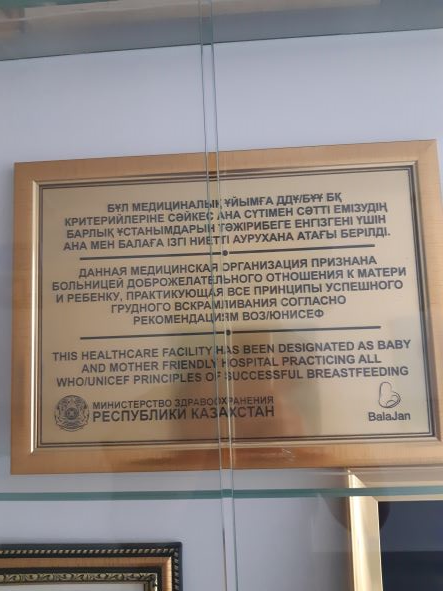 БҰЛ МЕДИЦИНАЛЫҚ ҰЙЫМҒА ДДҰ/БҰҰ БҚ
КРИТЕРИЙЛЕРІНЕ СӘЙКЕС АНА СҮТІМЕН СӘТТІ ЕМІЗУДІҢ
БАРЛЫҚ ҰСТАНЫМДАРЫН ТӘЖІРИБЕГЕ ЕНГІЗГЕНІ ҮШІН
АНА МЕН БАЛАҒА ІЗГІ НИЕТТІ АУРУХАНА АТАҒЫ БЕРІЛДІ.
ДАННАЯ МЕДИЦИНСКАЯ ОРГАНИЗАЦИЯ ПРИЗНАНА
БОЛЬНИЦЕЙ ДОБРОЖЕЛАТЕЛЬНОГО ОТНОШЕНИЯ К МАТЕРИ
И РЕБЕНКУ, ПРАКТИКУЮЩАЯ ВСЕ ПРИНЦИПЫ УСПЕШНОГО
ГРУДНОГО ВСКРАМЛИВАНИЯ СОГЛАСНО
РЕКОМЕНДАЦИЯМ ВОЗ/ЮНИСЕФ
THIS HEALTHCARE FACILITY HAS BEEN DESIGNATED AS BABY
AND MOTHER FRIENDLY HOSPITAL PRACTICING ALL
WHO/UNICEF PRINCIPLES OF SUCCESSFUL BREASTFEEDING
МИНИСТЕРСТВО ЗДРАВООХРАНЕНИЯ
РЕСПУБЛИКИ КАЗАХСТАН
BalaJan